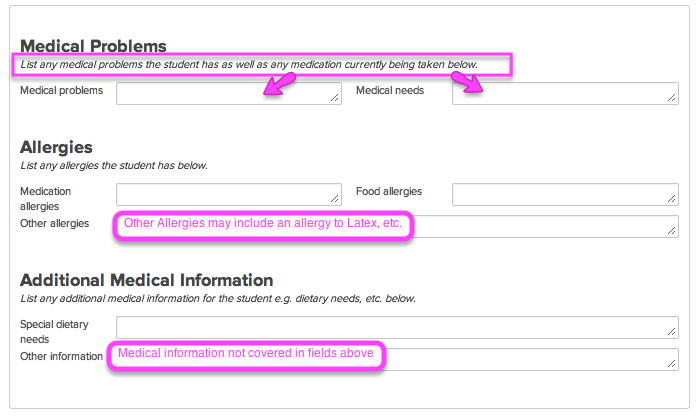 Medical Problems
List any medical problems the student has as well as any medication currently being taken below.
Medical problems
Medical needs
Allergies
List any allergies the student has below.
Medication
allergies
Food allergies
Other allergies
Other Allergies may include an allergy to Latex, etc.
Additional Medical Information
List any additional medical information for the student e.g. dietary needs, etc. below.
Special dietary
needs
Other information
Medical information not covered in fields above